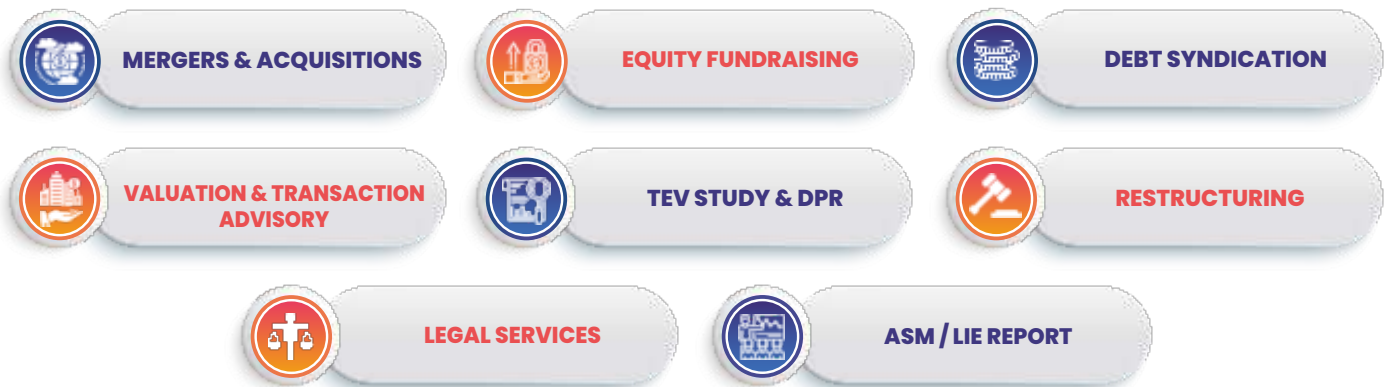 MERGERS & ACQUISITIONS
EQUITY FUNDRAISING
DEBT SYNDICATION
VALUATION & TRANSACTION
ADVISORY
TEV STUDY & DPR
RESTRUCTURING
LEGAL SERVICES
ASM / LIE REPORT